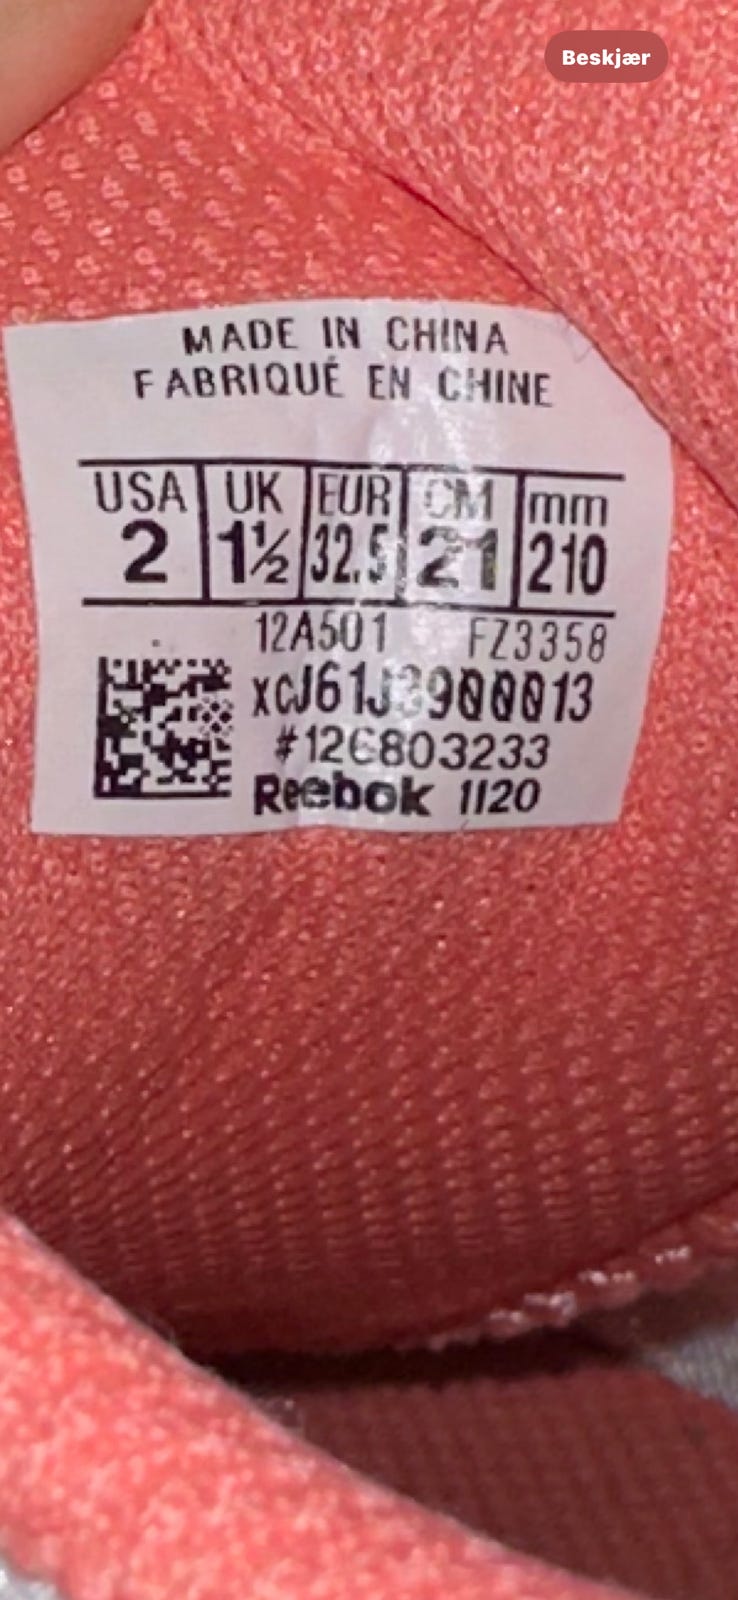 Beskjær
MADE IN CHINA
FABRIQUÉ EN CHINE
USA UK EUR CM mm
2 1½ 32.5 21 210
12A501 FZ3358
#126803233
Reebok 1120